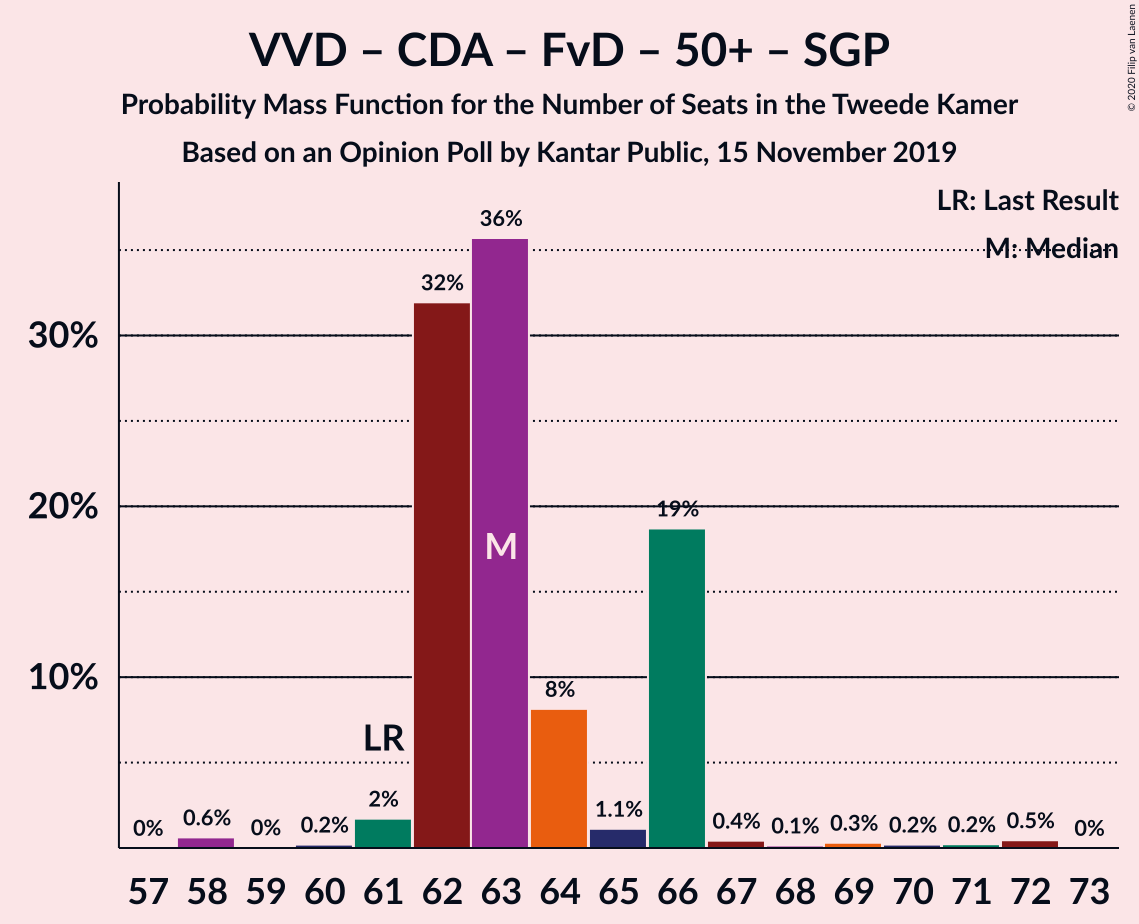 VVD – CDA – FvD – 50+ – SGP
Probability Mass Function for the Number of Seats in the Tweede Kamer
Based on an Opinion Poll by Kantar Public, 15 November 2019
© 2020 Filip van Laenen
LR: Last Result
M: Median
36%
32%
30%
20%
19%
M
10%
8%
LR
2%
1.1%
0%
0.6%
0%
0.2%
0.4%
0.1%
0.3%
0.2%
0.2%
0.5%
0%
57 58 59 60 61 62 63 64 65 66 67 68 69 70 71 72 73